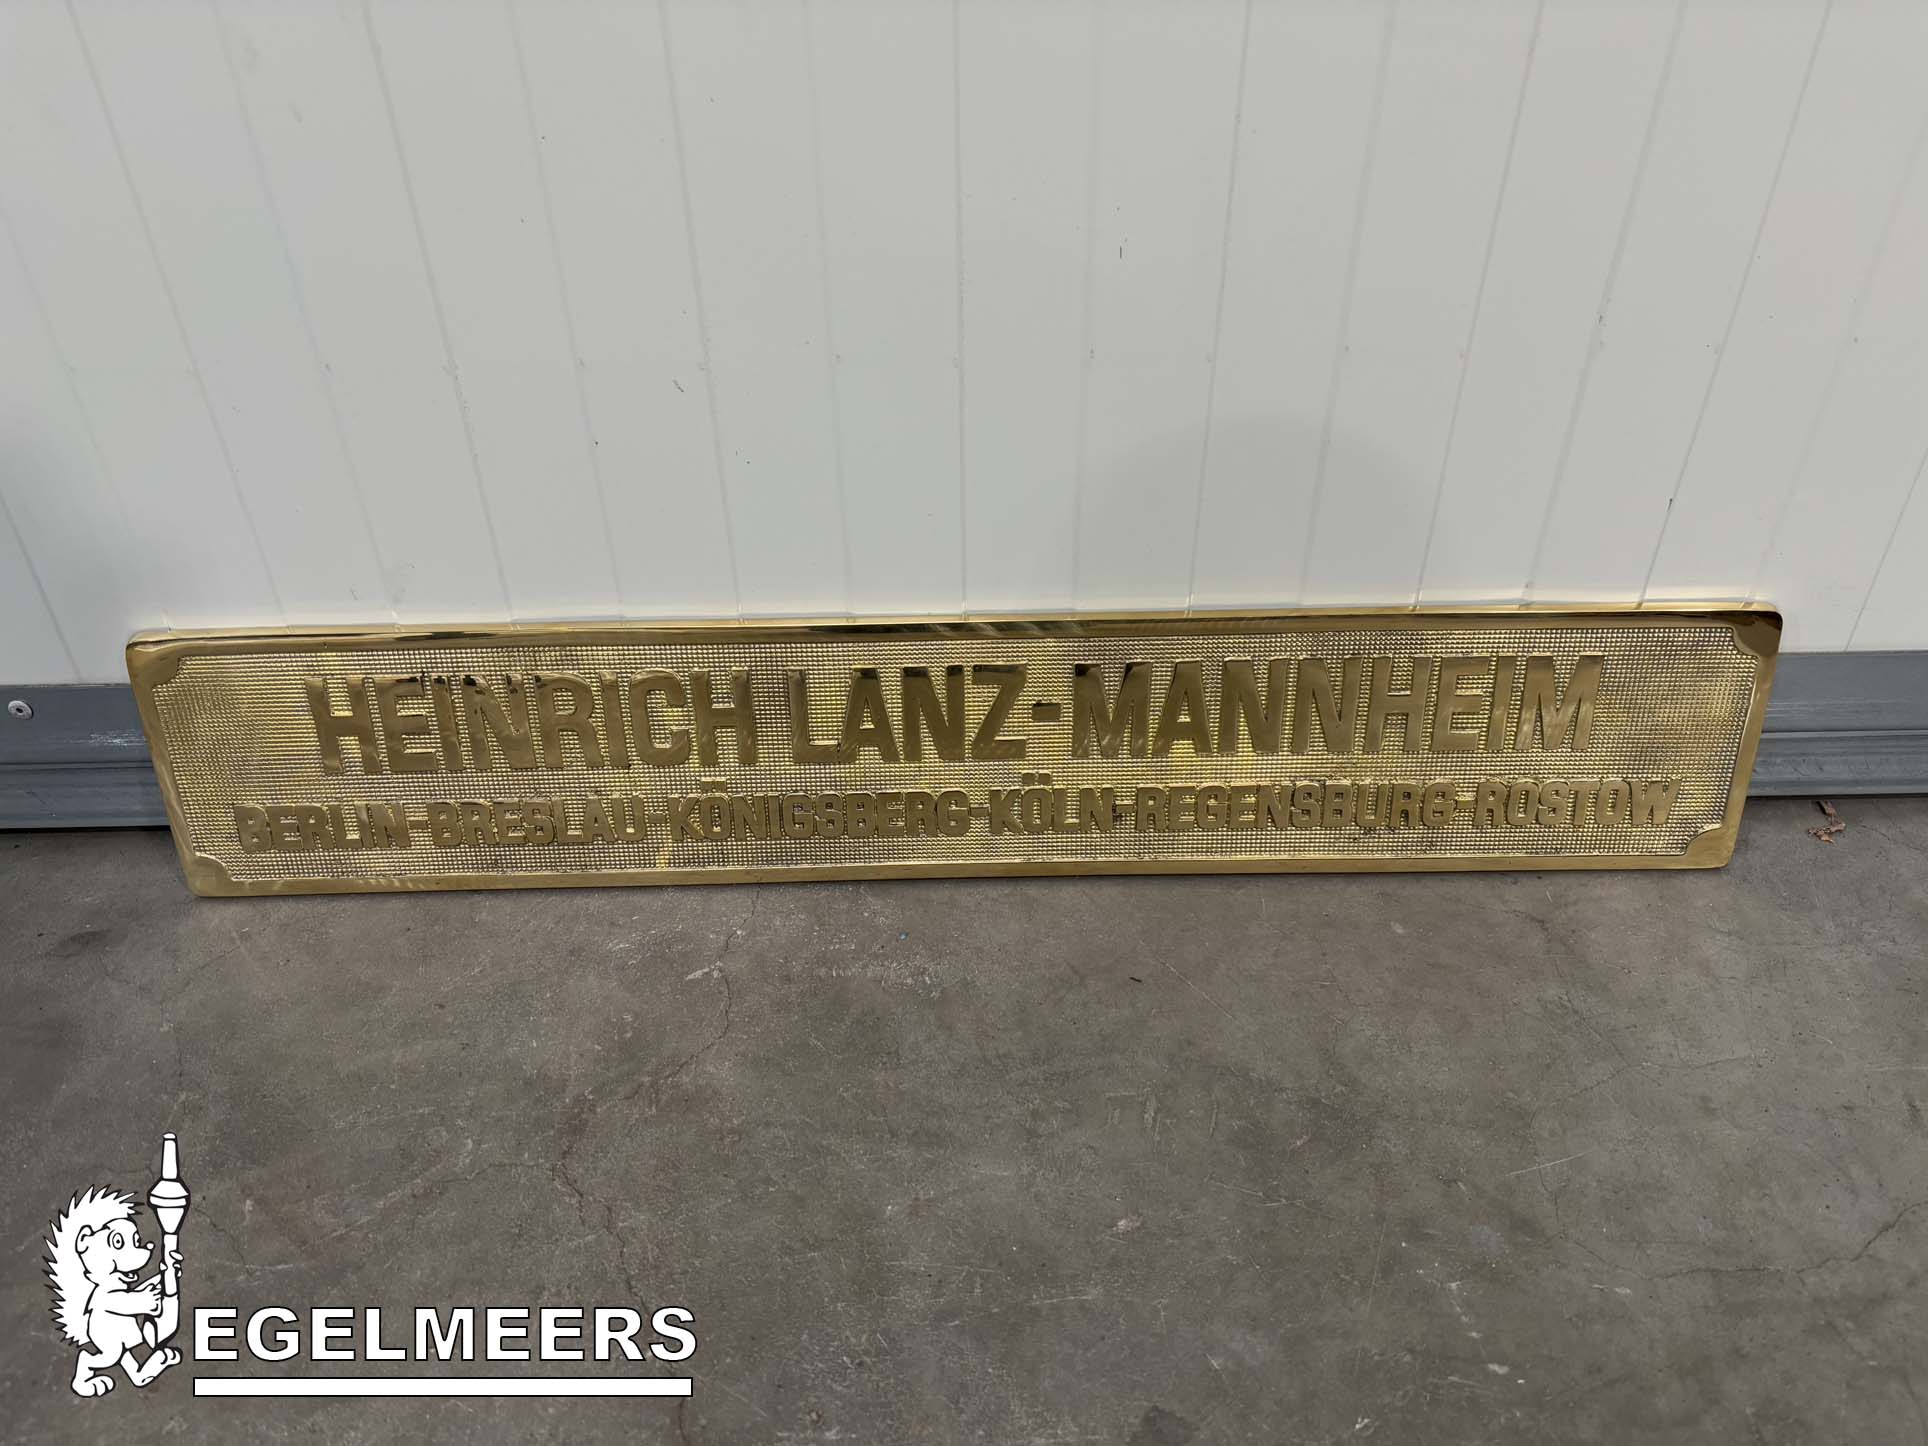 HEINRICH LANZ-MANNHEIM
BERLIN-BRESLAU-KÖNIGSBERG-KÖLN-REGENSBURG-ROSTOW
EGELMEERS